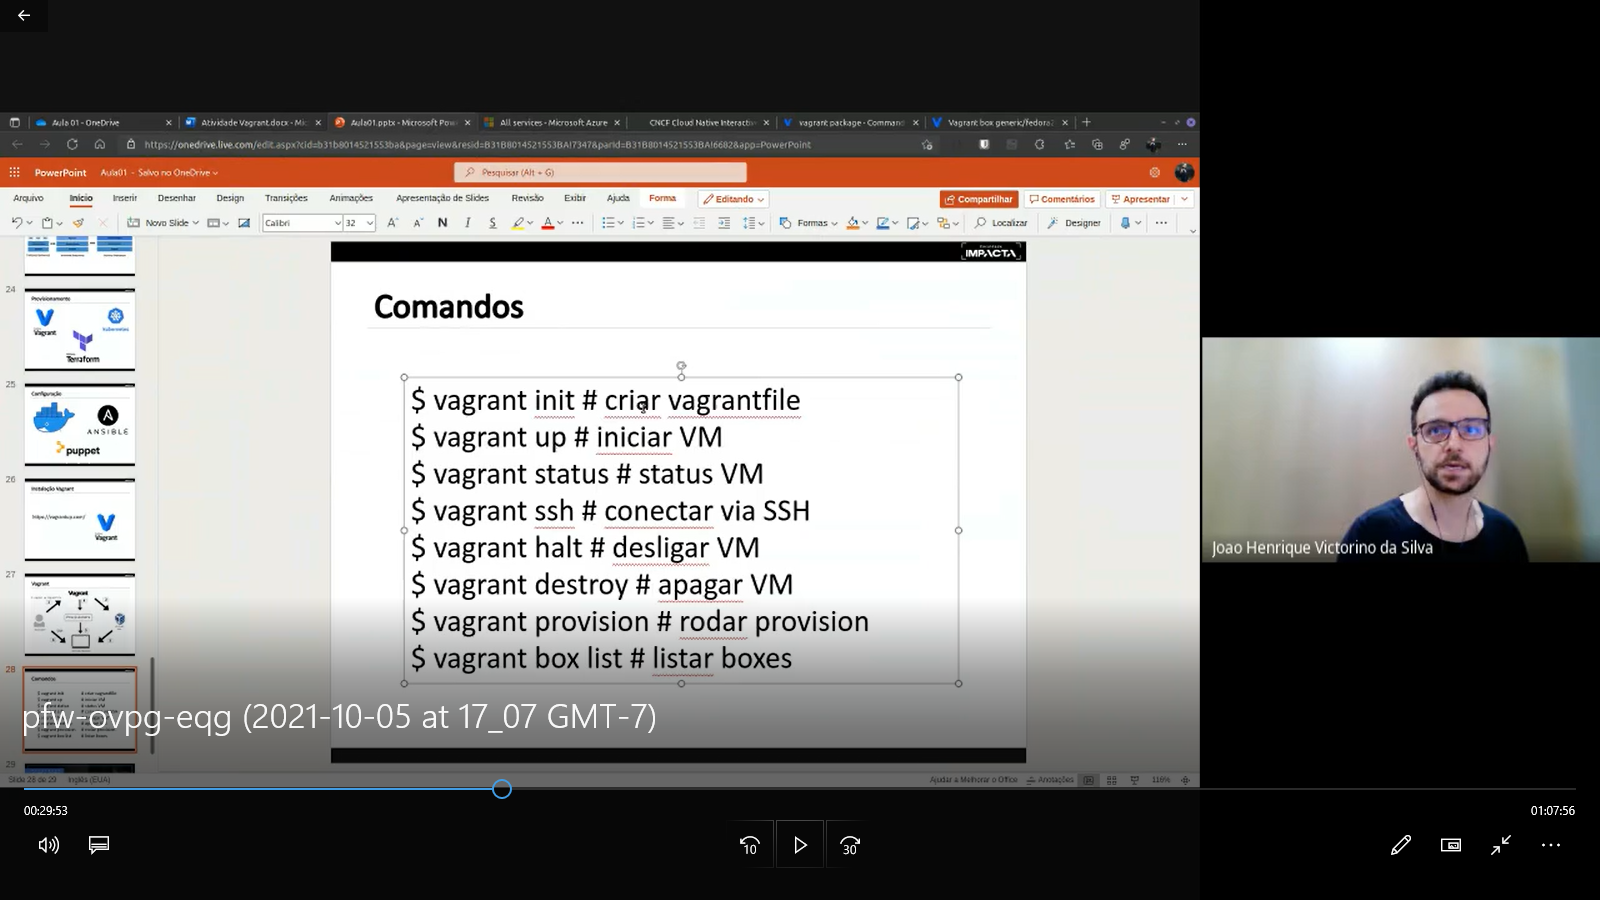 Aula 01 - OneDrive
Atividade Vagrant.docx - Mic
Aula01.pptx - Microsoft Powe
All services - Microsoft Azure
CNCF Cloud Native Interactiv
vagrant package - Command
Vagrant box generic/fedora
https://onedrive.live.com/edit.aspx?cid=b31b8014521553ba&page=view&resid=B31B8014521553BA!7347&parId=B31B8014521553BA!6682&app=PowerPoint
PowerPoint
Aula01 - Salvo no OneDrive
Pesquisar (Alt + G)
Arquivo
Início
Inserir
Desenhar
Design
Transições
Animações
Apresentação de Slides
Revisão
Exibir
Ajuda
Forma
Editando
Compartilhar
Comentários
Apresentar
Novo Slide
Calibri
32
N
I
S
Formas
Localizar
Designer
24
Provisionamento
Vagrant
Terraform
kubernetes
25
Configuração
ANSIBLE
puppet
26
Instalação Vagrant
https://vagrantup.com/
Vagrant
27
Vagrant
Vagrant
28
Comandos
29
IMPACTA
Comandos
$ vagrant init # criar vagrantfile
$ vagrant up # iniciar VM
$ vagrant status # status VM
$ vagrant ssh # conectar via SSH
$ vagrant halt # desligar VM
$ vagrant destroy # apagar VM
$ vagrant provision # rodar provision
$ vagrant box list # listar boxes
Joao Henrique Victorino da Silva
pfw-ovpg-eqg (2021-10-05 at 17_07 GMT-7)
Slide 28 de 29
Inglês (EUA)
Ajudar a Melhorar o Office
Anotações
116%
00:29:53
01:07:56
10
30